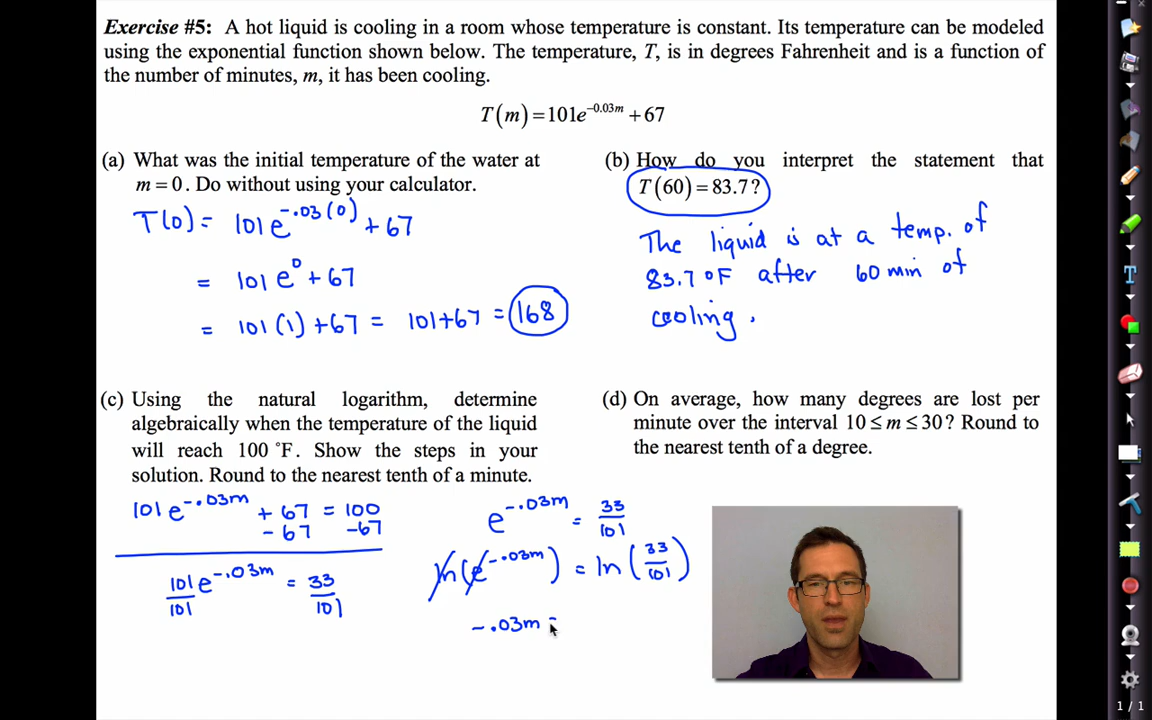 Exercise #5: A hot liquid is cooling in a room whose temperature is constant. Its temperature can be modeled
using the exponential function shown below. The temperature, T, is in degrees Fahrenheit and is a function of
the number of minutes, m, it has been cooling.
T(m)=101e^{-0.03m}+67
(a) What was the initial temperature of the water at
m=0. Do without using your calculator.
T(0) = 101e^{-.03(0)} + 67
= 101e^{0} + 67
= 101(1) + 67 = 101+67 = 168
(b) How do you interpret the statement that
T(60)=83.7?
The liquid is at a temp. of
83.7 °F after 60 min of
cooling.
(c) Using the natural logarithm, determine
algebraically when the temperature of the liquid
will reach 100 °F. Show the steps in your
solution. Round to the nearest tenth of a minute.
101e^{-.03m} + 67 = 100
- 67 -67
101e^{-.03m}/101 = 33/101
e^{-.03m} = 33/101
ln(e^{-.03m}) = ln(33/101)
-.03m =
(d) On average, how many degrees are lost per
minute over the interval 10≤m≤30? Round to
the nearest tenth of a degree.
T
1/1